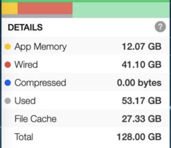 DETAILS ?
App Memory 12.07 GB
Wired 41.10 GB
Compressed 0.00 bytes
Used 53.17 GB
File Cache 27.33 GB
Total 128.00 GB